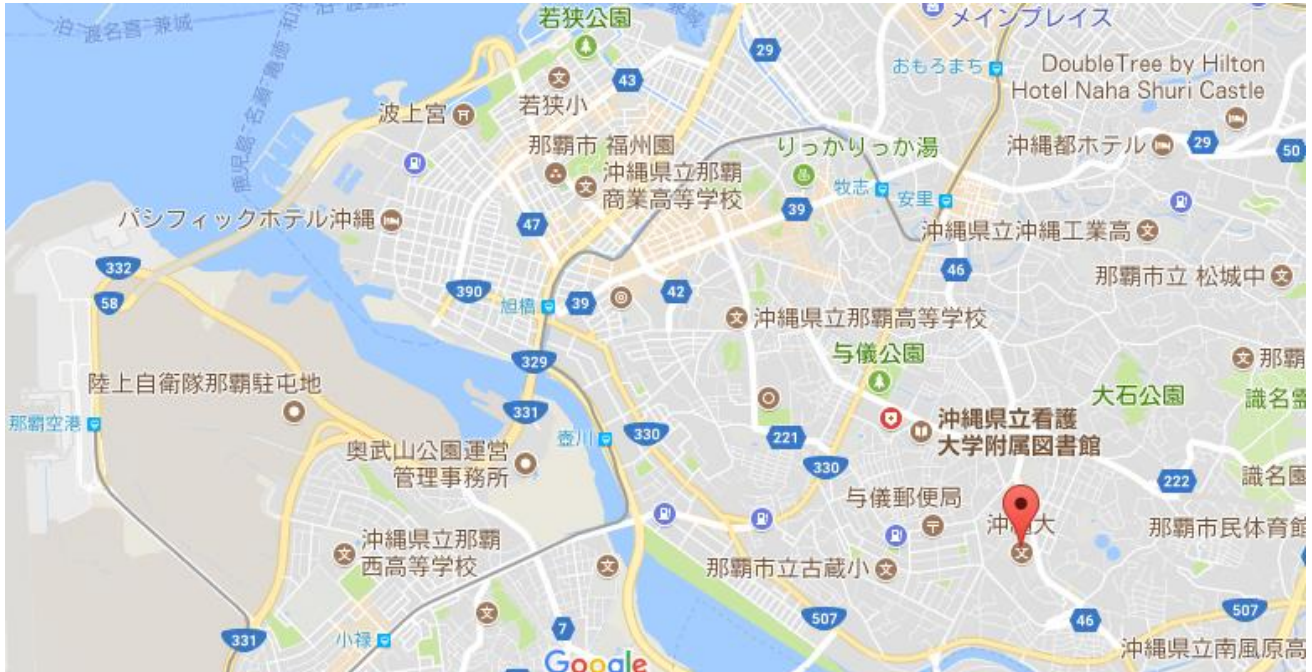 泊 渡名喜 兼城
若狭公園
メインプレイス
29
おもろまち
DoubleTree by Hilton
Hotel Naha Shuri Castle
43
若狭小
波上宮
那覇市 福州園
沖縄県立那覇
商業高等学校
りっかりっか湯
沖縄都ホテル
29
50
牧志
安里
39
パシフィックホテル沖縄
47
沖縄県立沖縄工業高
46
那覇市立 松城中
332
58
390
旭橋
39
42
沖縄県立那覇高等学校
329
与儀公園
那覇
陸上自衛隊那覇駐屯地
大石公園
識名霊
331
那覇空港
壺川
330
221
沖縄県立看護
大学附属図書館
奥武山公園運営
管理事務所
330
222
識名園
与儀郵便局
沖縄大
那覇市民体育館
沖縄県立那覇
西高等学校
那覇市立古蔵小
507
46
507
331
小禄
7
沖縄県立南風原高
Google